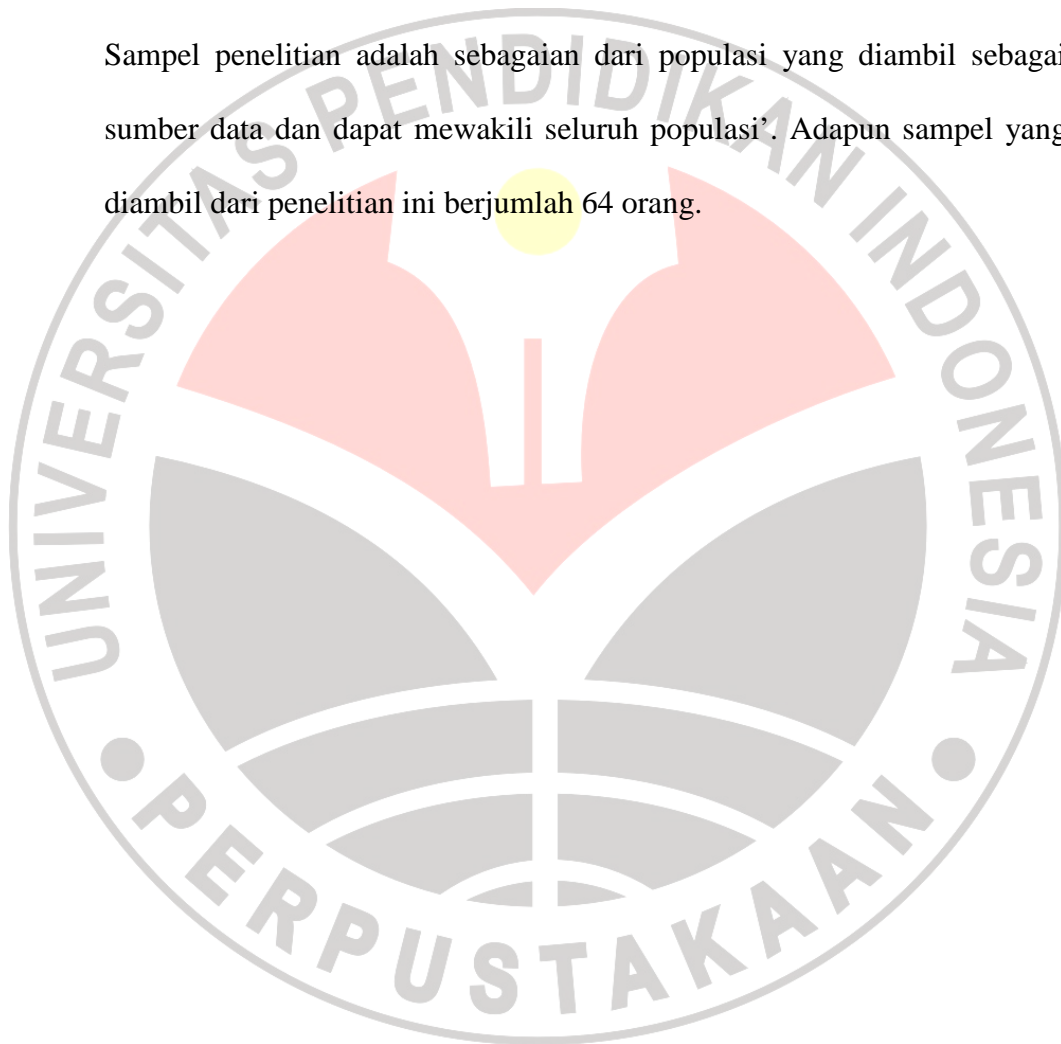 Sampel penelitian adalah sebagaian dari populasi yang diambil sebagai
sumber data dan dapat mewakili seluruh populasi’. Adapun sampel yang
diambil dari penelitian ini berjumlah 64 orang.
UNIVERSITAS PENDIDIKAN INDONESIA
PERPUSTAKAAN